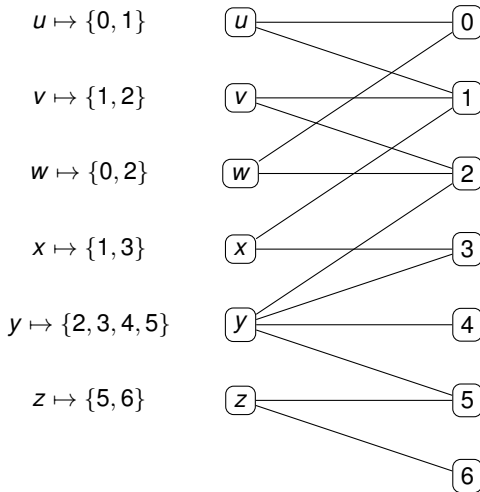 u ↦ {0, 1} u 0
v ↦ {1, 2} v 1
w ↦ {0, 2} w 2
x ↦ {1, 3} x 3
y ↦ {2, 3, 4, 5} y 4
z ↦ {5, 6} z 5
6